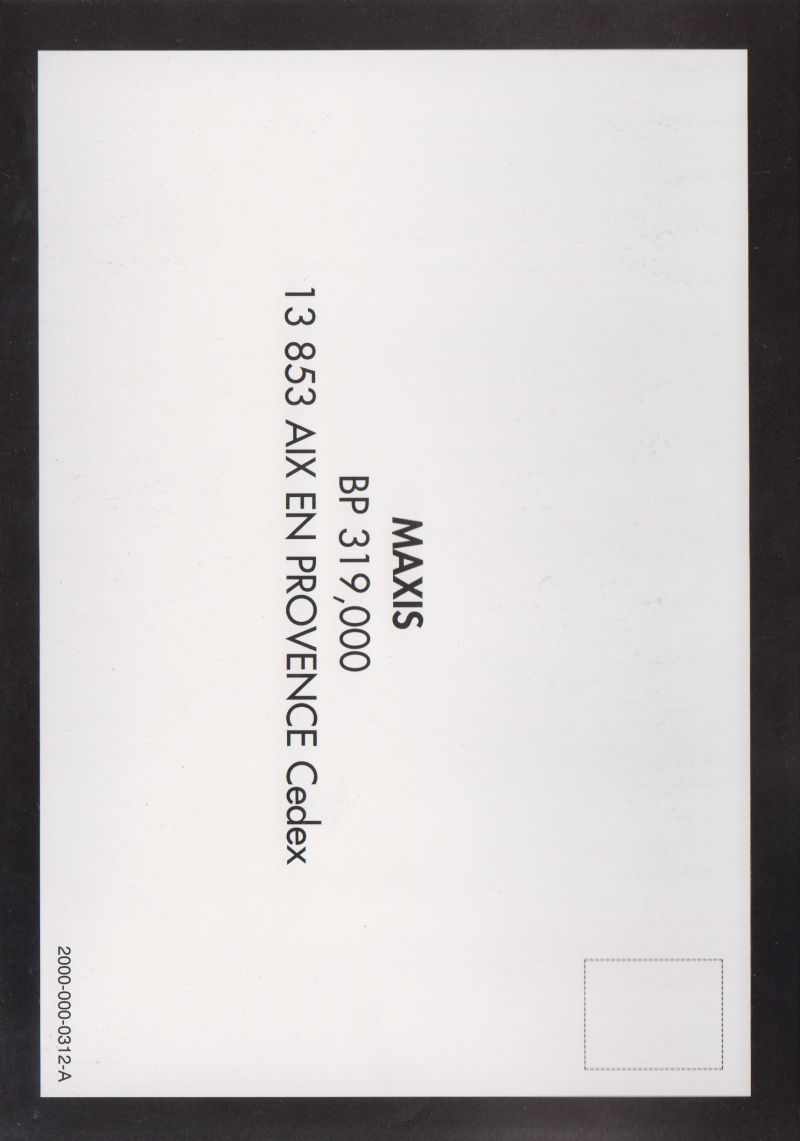 MAXIS
BP 319,000
13 853 AIX EN PROVENCE Cedex
2000-000-0312-A